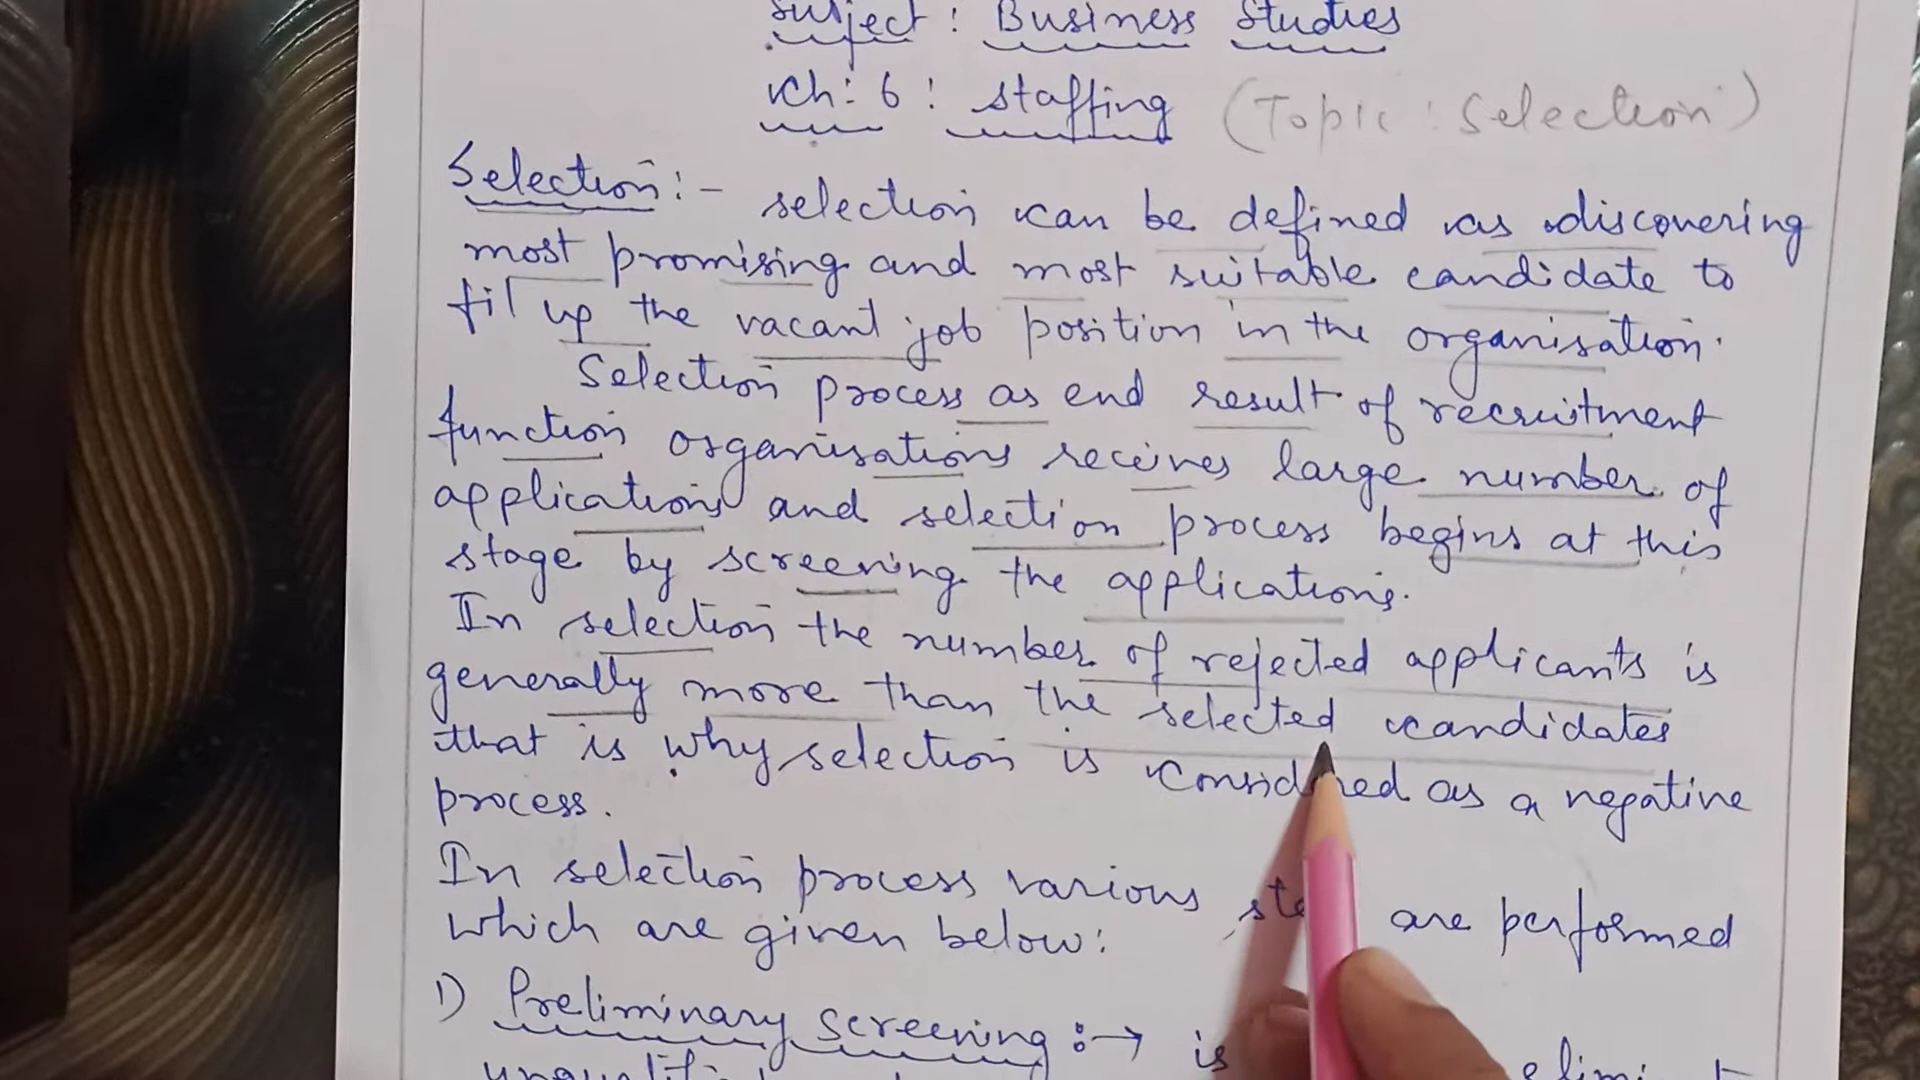 Subject : Business Studies
Ch: 6 : staffing (Topic : Selection)
Selection:- selection can be defined as discovering
most promising and most suitable candidate to
fil up the vacant job position in the organisation.
Selection process as end result of recruitment
function organisations receives large number of
applications and selection process begins at this
stage by screening the applications.
In selection the number of rejected applicants is
generally more than the selected candidates
that is why selection is considered as a negative
process.
In selection process various are performed
which are given below:
1) Preliminary screening :→ is